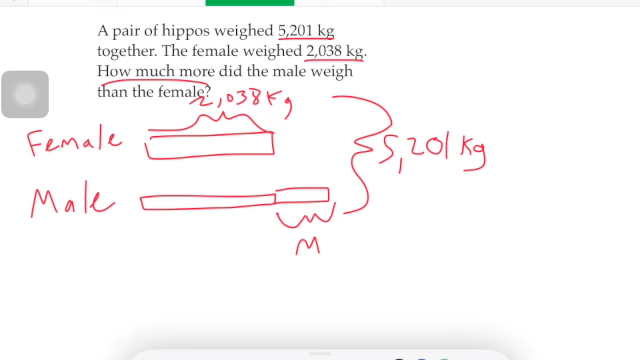 A pair of hippos weighed 5,201 kg
together. The female weighed 2,038 kg.
How much more did the male weigh
than the female?
2,038 Kg
Female
5,201 Kg
Male
M